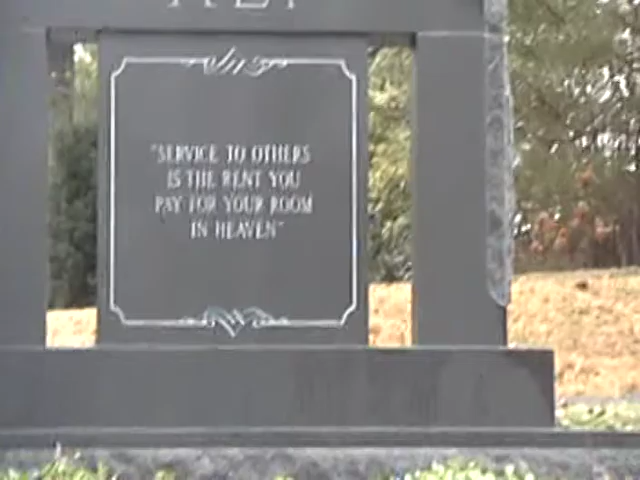 "SERVICE TO OTHERS
IS THE RENT YOU
PAY FOR YOUR ROOM
IN HEAVEN"